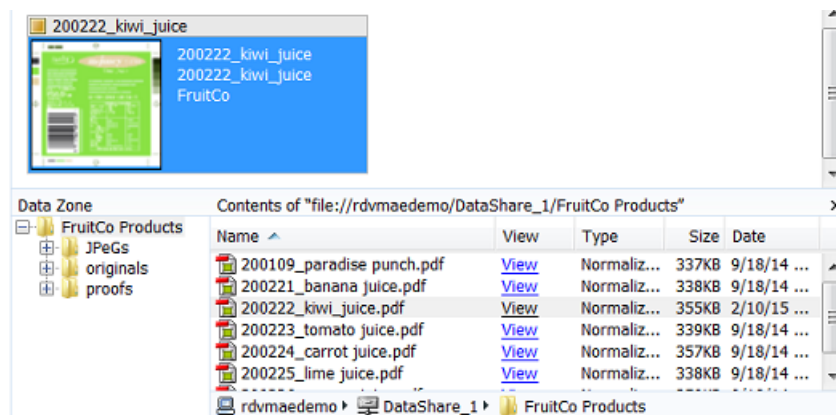 200222_kiwi_juice
200222_kiwi_juice
200222_kiwi_juice
FruitCo
Data Zone
Contents of "file://rdvmaedemo/DataShare_1/FruitCo Products"
FruitCo Products
JPeGs
originals
proofs
Name View Type Size Date
200109_paradise punch.pdf View Normaliz... 337KB 9/18/14 ...
200221_banana juice.pdf View Normaliz... 338KB 9/18/14 ...
200222_kiwi_juice.pdf View Normaliz... 355KB 2/10/15 ...
200223_tomato juice.pdf View Normaliz... 339KB 9/18/14 ...
200224_carrot juice.pdf View Normaliz... 357KB 9/18/14 ...
200225_lime juice.pdf View Normaliz... 338KB 9/18/14 ...
rdvmaedemo DataShare_1 FruitCo Products